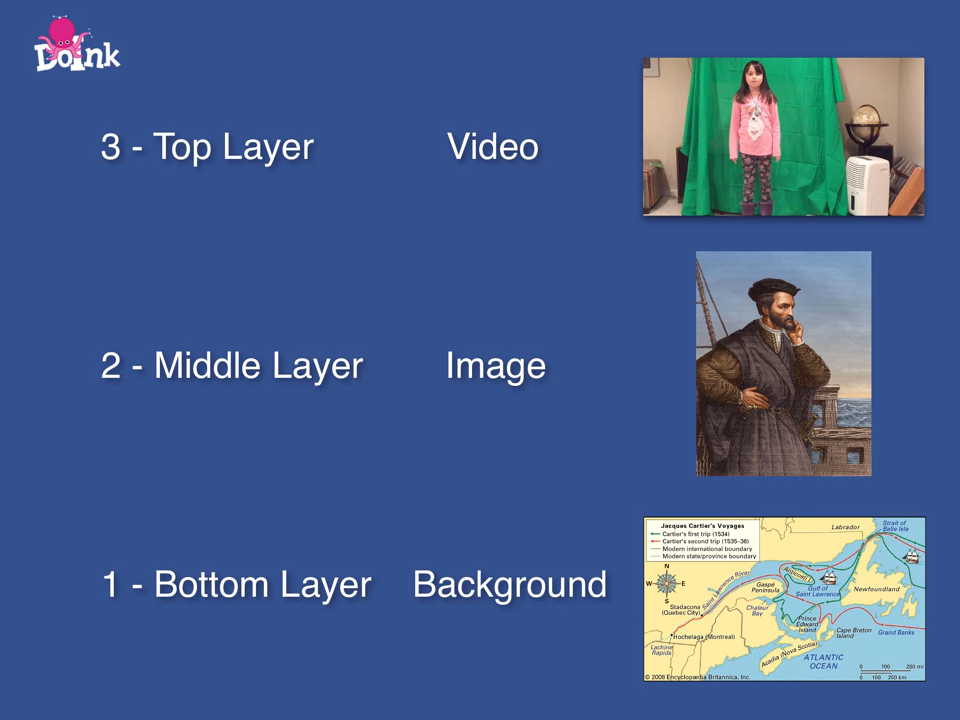 DoInk
3 - Top Layer
Video
2 - Middle Layer
Image
1 - Bottom Layer
Background
Jacques Cartier's Voyages
Cartier's first trip (1534)
Cartier's second trip (1535–36)
Modern international boundary
Modern state/province boundary
Labrador
Strait of
Belle Isle
N
W
E
S
Saint Lawrence River
Anticosti I.
Gaspé
Peninsula
Gulf of
Saint Lawrence
Newfoundland
Stadacona
(Quebec City)
Chaleur
Bay
Prince
Edward
Island
Cape Breton
Island
Grand Banks
Hochelaga (Montreal)
Lachine
Rapids
Acadia (Nova Scotia)
ATLANTIC
OCEAN
0 100 200 mi
0 100 200 km
© 2008 Encyclopædia Britannica, Inc.